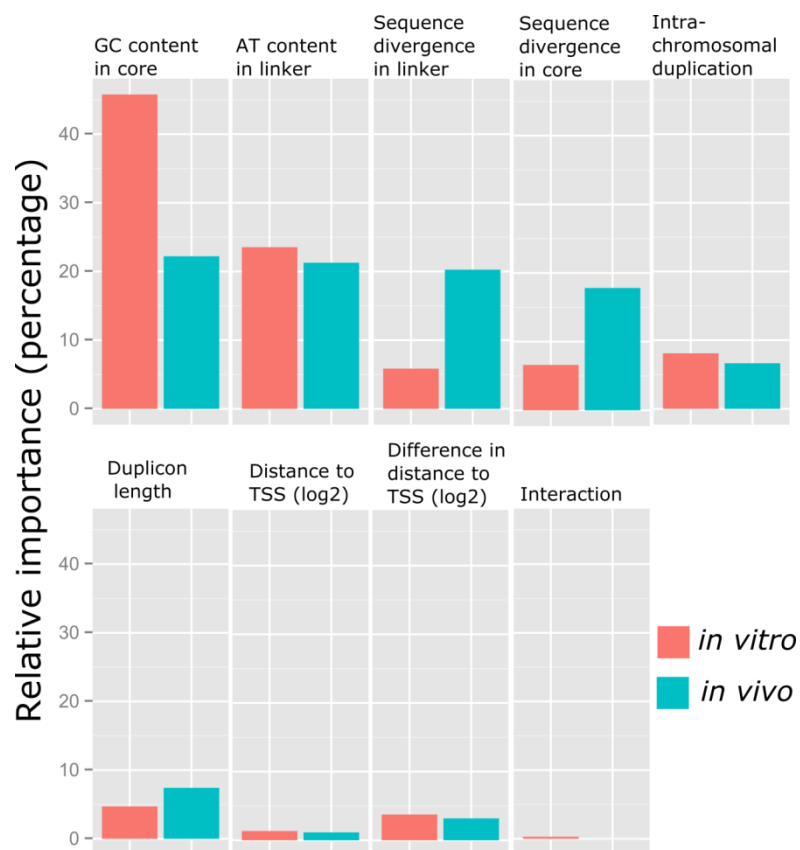 GC content
in core
AT content
in linker
Sequence
divergence
in linker
Sequence
divergence
in core
Intra-
chromosomal
duplication
Relative importance (percentage)
40
30
20
10
0
Duplicon
length
Distance to
TSS (log2)
Difference in
distance to
TSS (log2)
Interaction
40
30
20
10
0
in vitro
in vivo